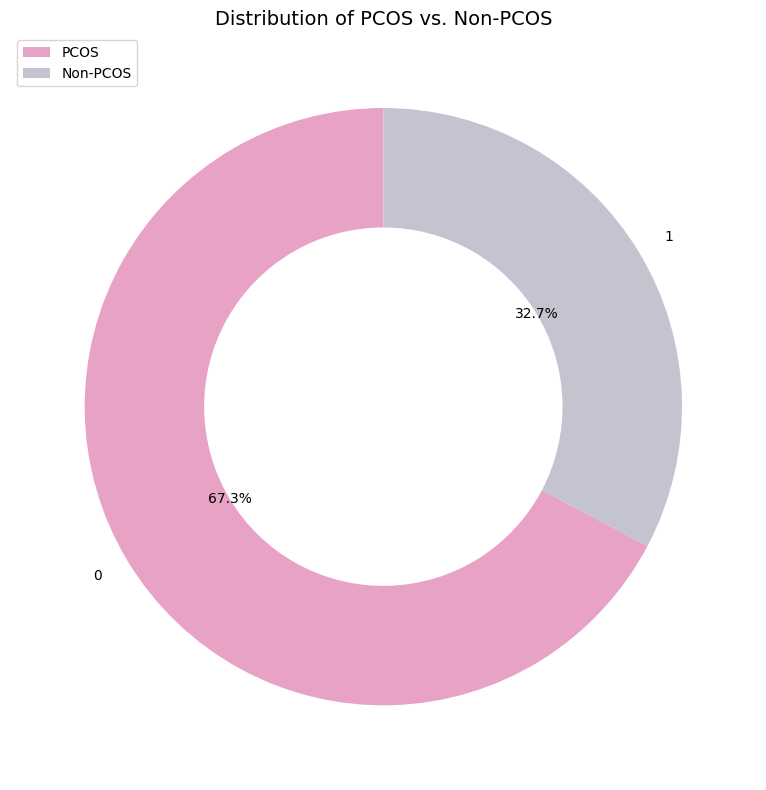 Distribution of PCOS vs. Non-PCOS
PCOS
Non-PCOS
1
32.7%
67.3%
0